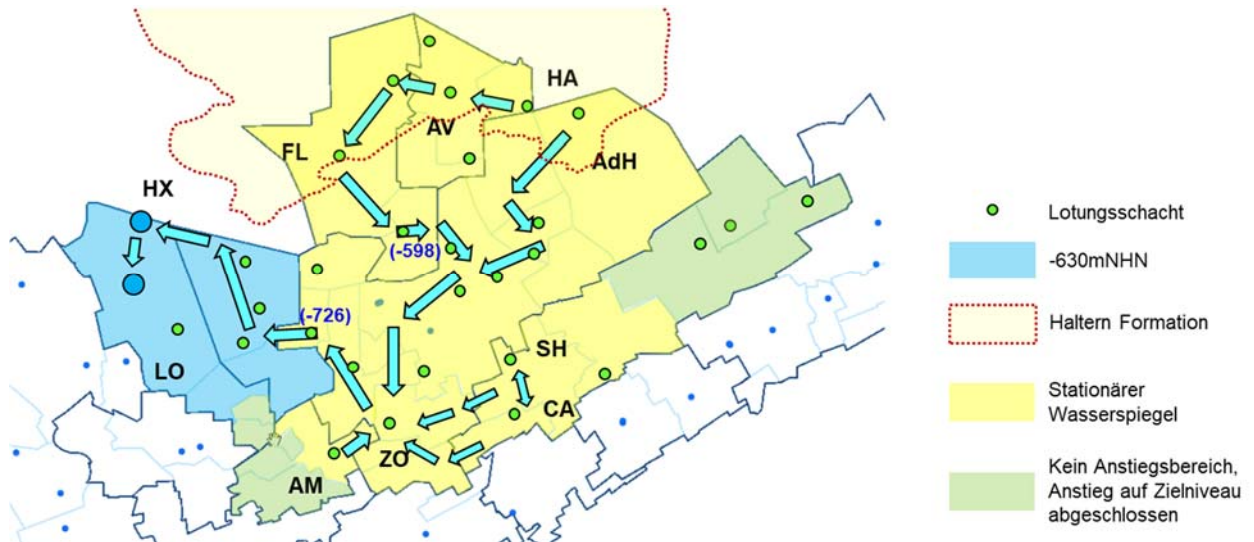 HA
AV
FL
AdH
HX
(-598)
(-726)
SH
LO
CA
ZO
AM
Lotungsschacht
-630mNHN
Haltern Formation
Stationärer
Wasserspiegel
Kein Anstiegsbereich,
Anstieg auf Zielniveau
abgeschlossen